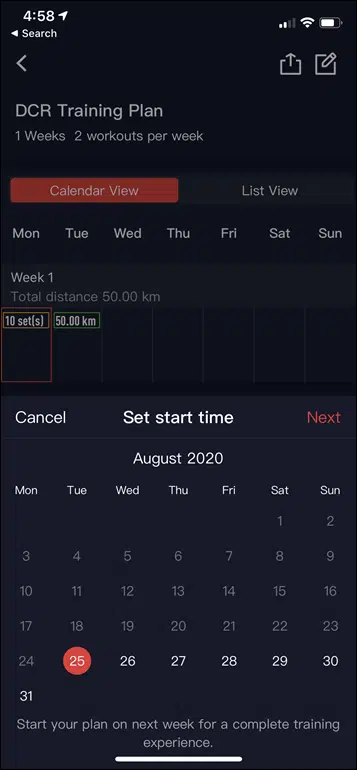 4:58
Search
DCR Training Plan
1 Weeks 2 workouts per week
Calendar View List View
Mon Tue Wed Thu Fri Sat Sun
Week 1
Total distance 50.00 km
10 set(s) 50.00 km
Cancel Set start time Next
August 2020
Mon Tue Wed Thu Fri Sat Sun
1 2
3 4 5 6 7 8 9
10 11 12 13 14 15 16
17 18 19 20 21 22 23
24 25 26 27 28 29 30
31
Start your plan on next week for a complete training
experience.